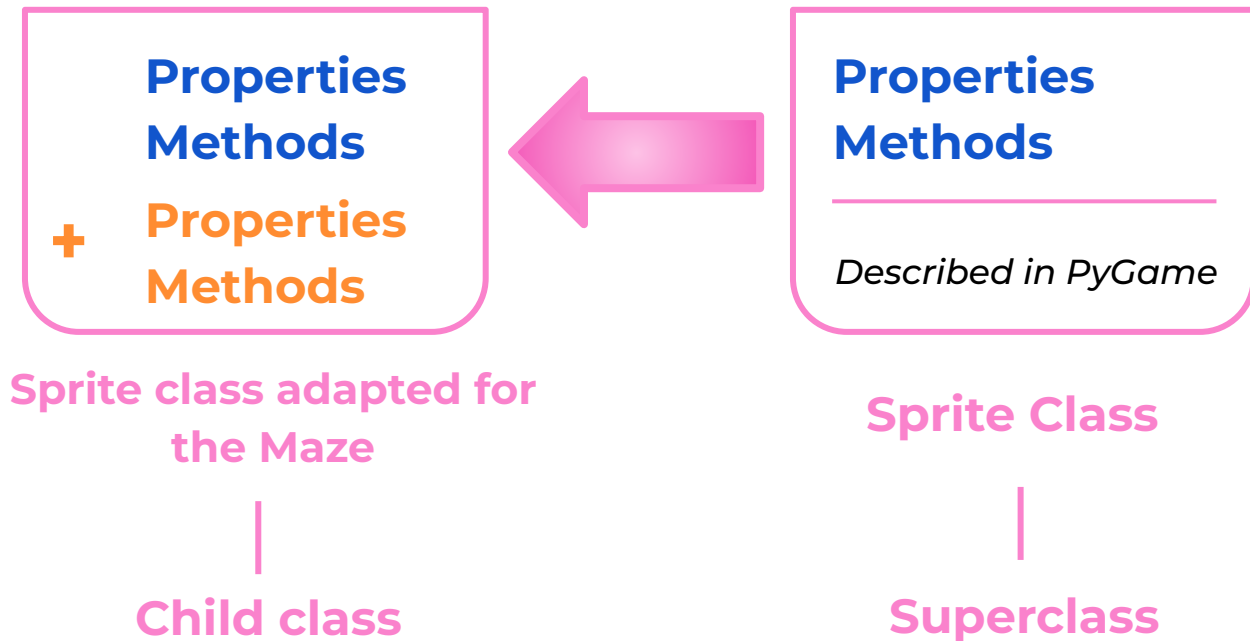 Properties
Methods
+
Properties
Methods
Sprite class adapted for
the Maze
Child class
Properties
Methods
Described in PyGame
Sprite Class
Superclass